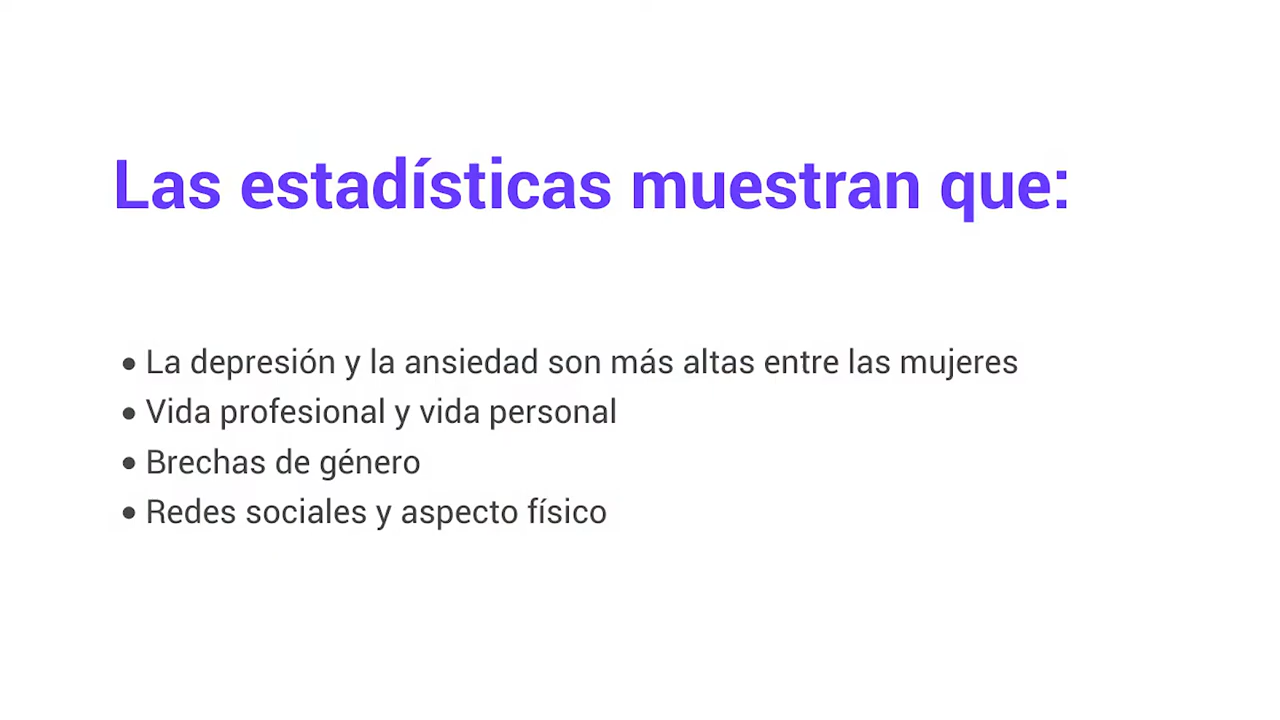 Las estadísticas muestran que:
• La depresión y la ansiedad son más altas entre las mujeres
• Vida profesional y vida personal
• Brechas de género
• Redes sociales y aspecto físico